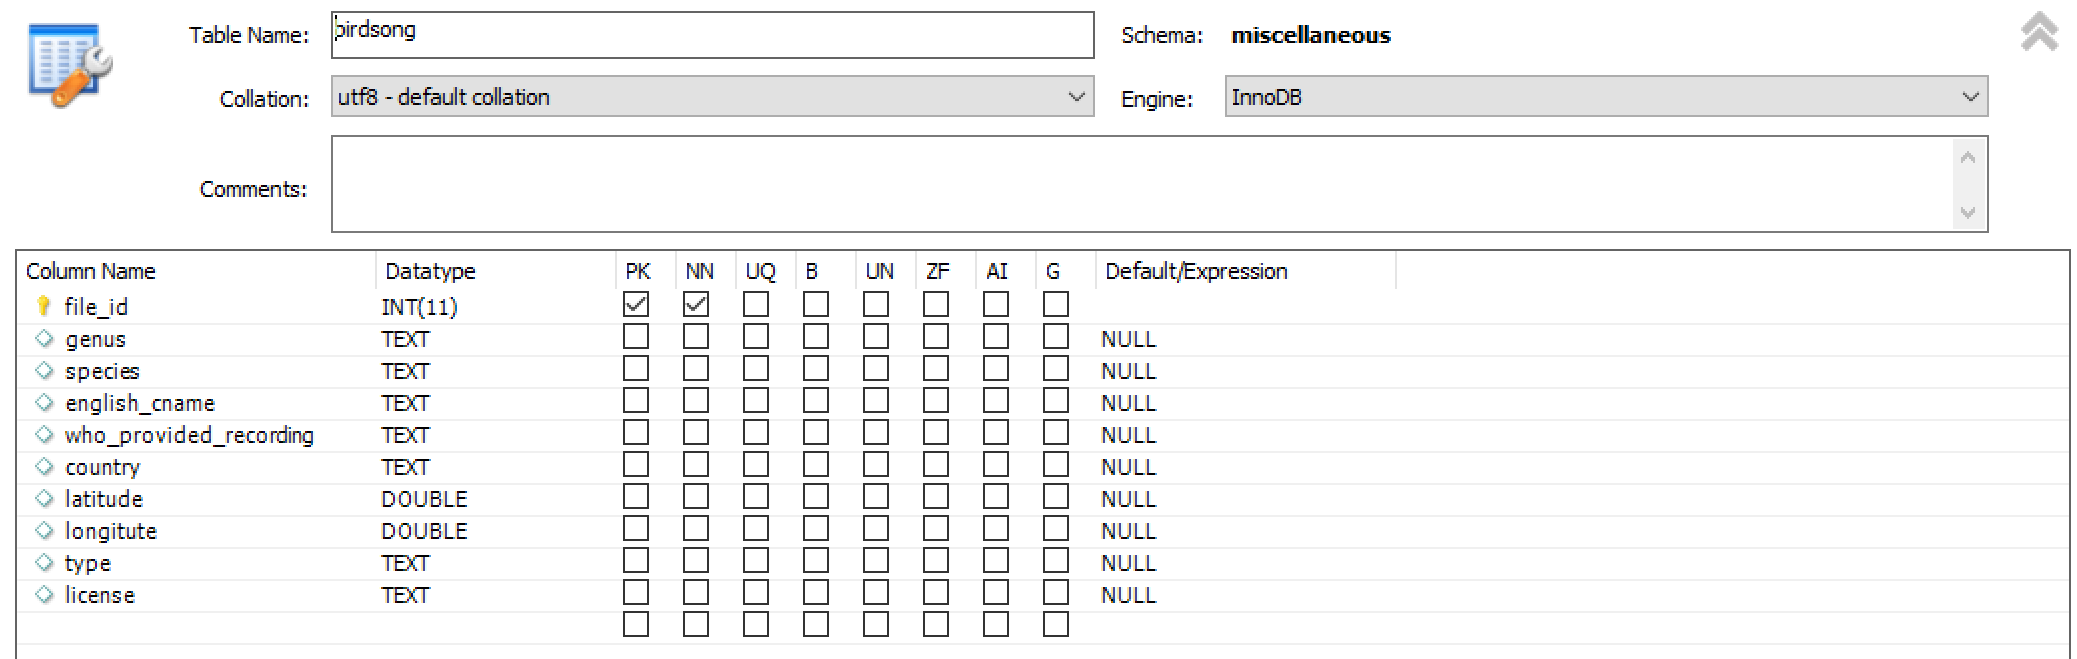 Table Name: birdsong Schema: miscellaneous
Collation: utf8 - default collation Engine: InnoDB
Comments:
Column Name Datatype PK NN UQ B UN ZF AI G Default/Expression
file_id INT(11)
genus TEXT NULL
species TEXT NULL
english_cname TEXT NULL
who_provided_recording TEXT NULL
country TEXT NULL
latitude DOUBLE NULL
longitute DOUBLE NULL
type TEXT NULL
license TEXT NULL